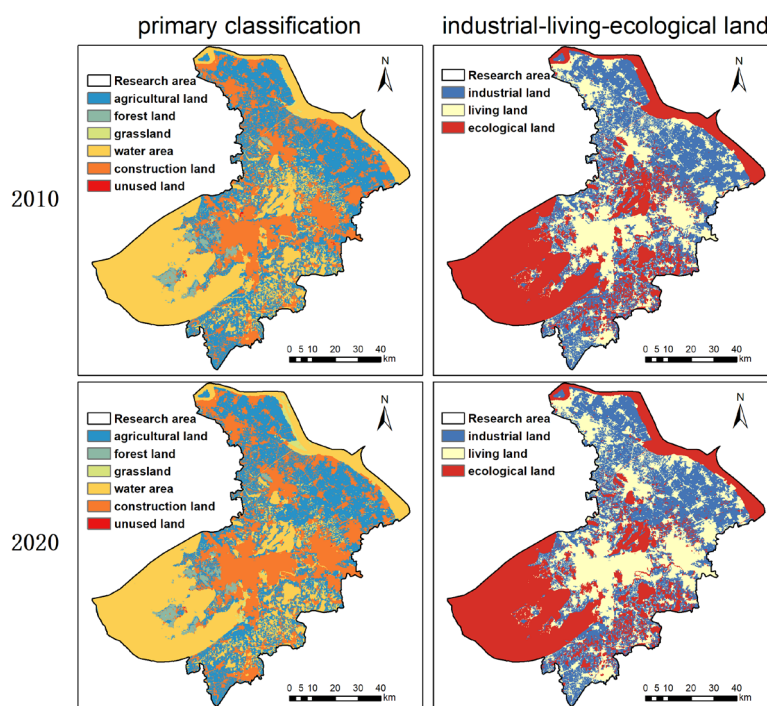 primary classification
industrial-living-ecological land
2010
Research area
agricultural land
forest land
grassland
water area
construction land
unused land
N
0 5 10 20 30 40
km
Research area
industrial land
living land
ecological land
N
0 5 10 20 30 40
km
2020
Research area
agricultural land
forest land
grassland
water area
construction land
unused land
N
0 5 10 20 30 40
km
Research area
industrial land
living land
ecological land
N
0 5 10 20 30 40
km